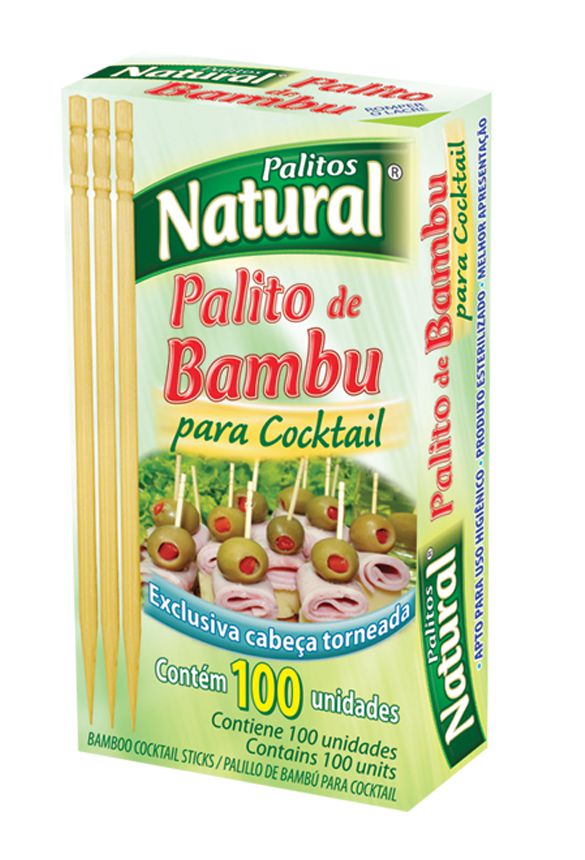 Palitos
Natural®
Palito
de
Bambu
ROMPER
O LACRE
Palitos
Natural®
Palito de
Bambu
para Cocktail
Exclusiva cabeça torneada
Contém 100 unidades
Contiene 100 unidades
Contains 100 units
BAMBOO COCKTAIL STICKS / PALILLO DE BAMBÚ PARA COCKTAIL
Palitos
Natural®
Palito de Bambu
para Cocktail
• APTO PARA USO HIGIÊNICO • PRODUTO ESTERILIZADO • MELHOR APRESENTAÇÃO